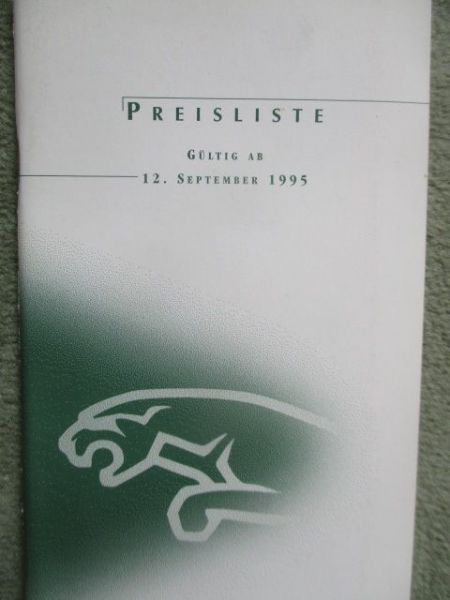 PREISLISTE
GÜLTIG AB
12. SEPTEMBER 1995